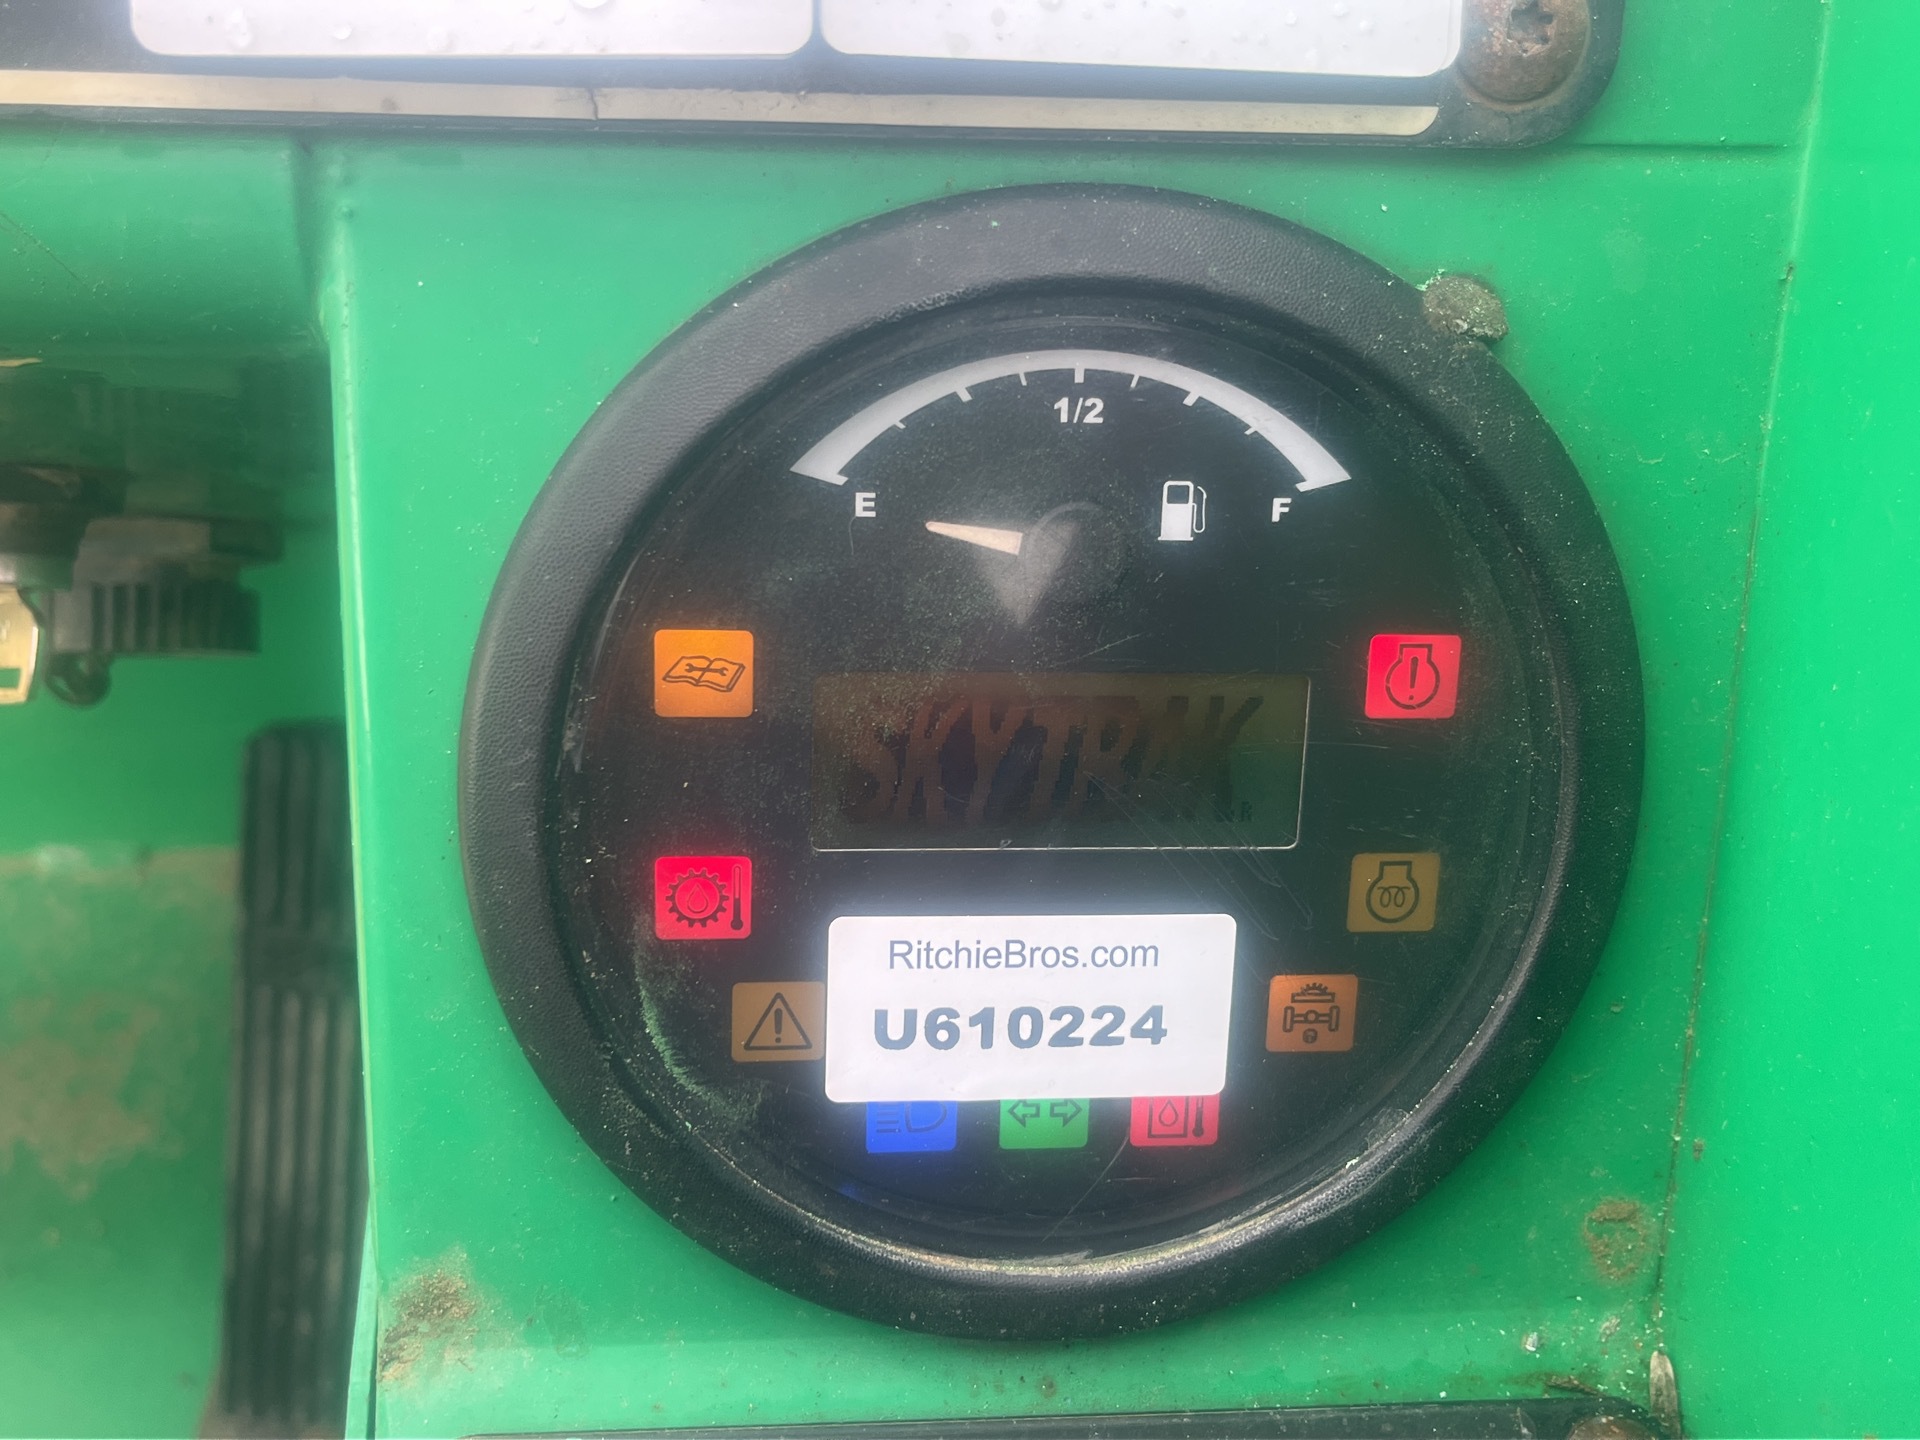 1/2
E
F
SKYTRAK
RitchieBros.com
U610224